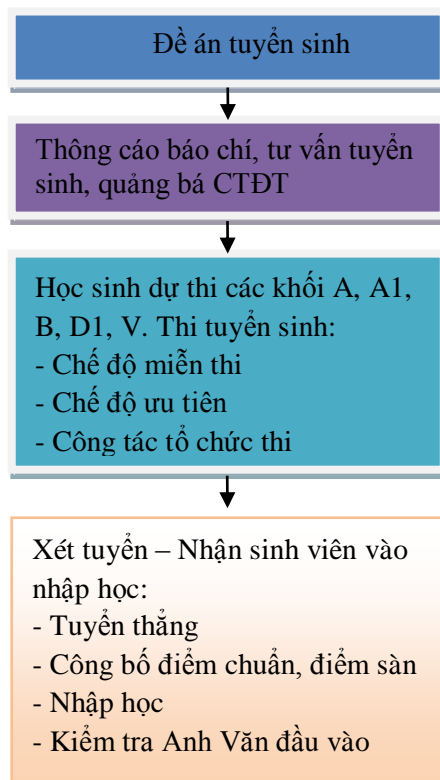 Đề án tuyển sinh
Thông cáo báo chí, tư vấn tuyển
sinh, quảng bá CTĐT
Học sinh dự thi các khối A, A1,
B, D1, V. Thi tuyển sinh:
- Chế độ miễn thi
- Chế độ ưu tiên
- Công tác tổ chức thi
Xét tuyển – Nhận sinh viên vào
nhập học:
- Tuyển thẳng
- Công bố điểm chuẩn, điểm sàn
- Nhập học
- Kiểm tra Anh Văn đầu vào